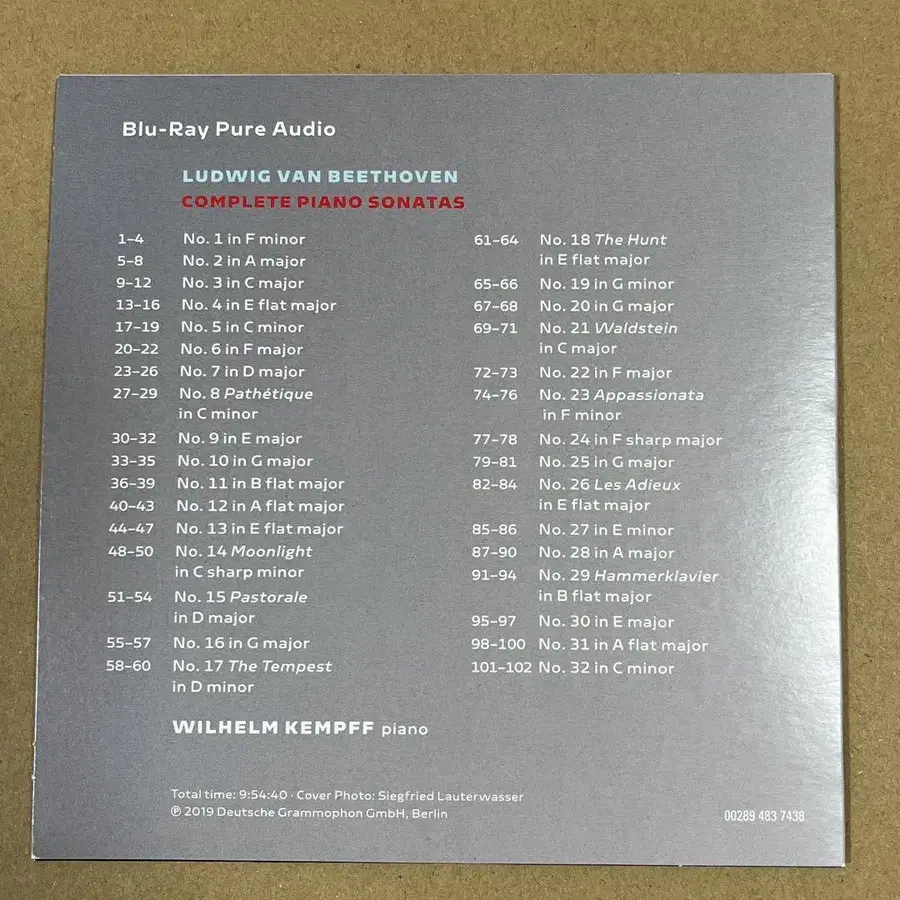 Blu-Ray Pure Audio
LUDWIG VAN BEETHOVEN
COMPLETE PIANO SONATAS
1–4 No. 1 in F minor
5–8 No. 2 in A major
9–12 No. 3 in C major
13–16 No. 4 in E flat major
17–19 No. 5 in C minor
20–22 No. 6 in F major
23–26 No. 7 in D major
27–29 No. 8 Pathétique
in C minor
30–32 No. 9 in E major
33–35 No. 10 in G major
36–39 No. 11 in B flat major
40–43 No. 12 in A flat major
44–47 No. 13 in E flat major
48–50 No. 14 Moonlight
in C sharp minor
51–54 No. 15 Pastorale
in D major
55–57 No. 16 in G major
58–60 No. 17 The Tempest
in D minor
61–64 No. 18 The Hunt
in E flat major
65–66 No. 19 in G minor
67–68 No. 20 in G major
69–71 No. 21 Waldstein
in C major
72–73 No. 22 in F major
74–76 No. 23 Appassionata
in F minor
77–78 No. 24 in F sharp major
79–81 No. 25 in G major
82–84 No. 26 Les Adieux
in E flat major
85–86 No. 27 in E minor
87–90 No. 28 in A major
91–94 No. 29 Hammerklavier
in B flat major
95–97 No. 30 in E major
98–100 No. 31 in A flat major
101–102 No. 32 in C minor
WILHELM KEMPFF piano
Total time: 9:54:40 · Cover Photo: Siegfried Lauterwasser
℗ 2019 Deutsche Grammophon GmbH, Berlin
00289 483 7438